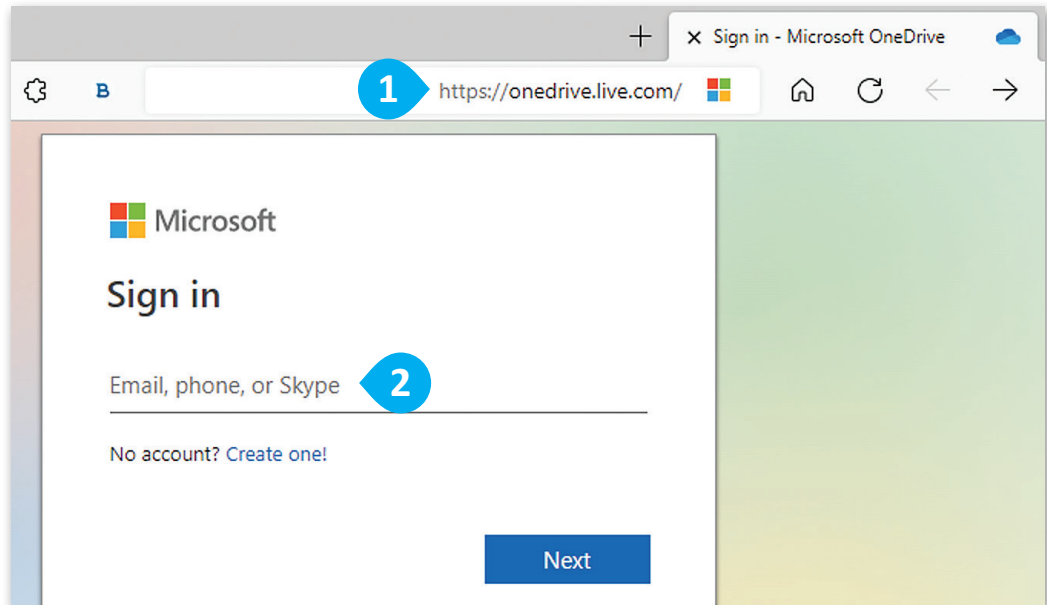 Sign in - Microsoft OneDrive
B
1
https://onedrive.live.com/
Microsoft
Sign in
Email, phone, or Skype
2
No account? Create one!
Next